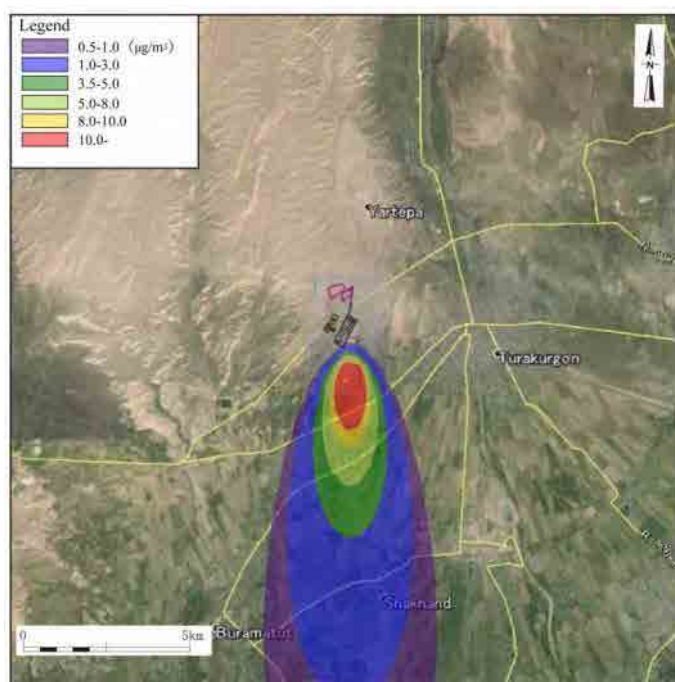 Legend
0.5-1.0 (μg/m³)
1.0-3.0
3.5-5.0
5.0-8.0
8.0-10.0
10.0-
N
Yartepa
Turakurgon
Shakhand
Buramatut
0
5km